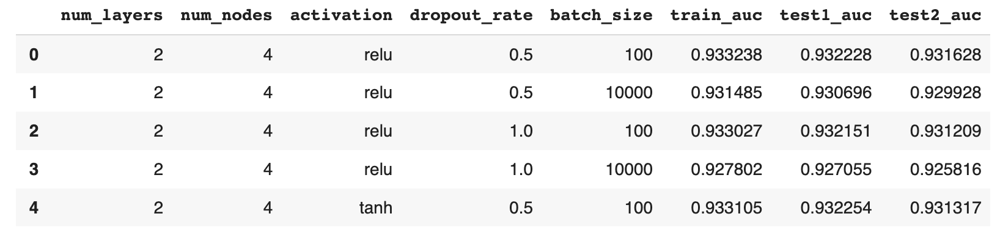 num_layers num_nodes activation dropout_rate batch_size train_auc test1_auc test2_auc
0 2 4 relu 0.5 100 0.933238 0.932228 0.931628
1 2 4 relu 0.5 10000 0.931485 0.930696 0.929928
2 2 4 relu 1.0 100 0.933027 0.932151 0.931209
3 2 4 relu 1.0 10000 0.927802 0.927055 0.925816
4 2 4 tanh 0.5 100 0.933105 0.932254 0.931317